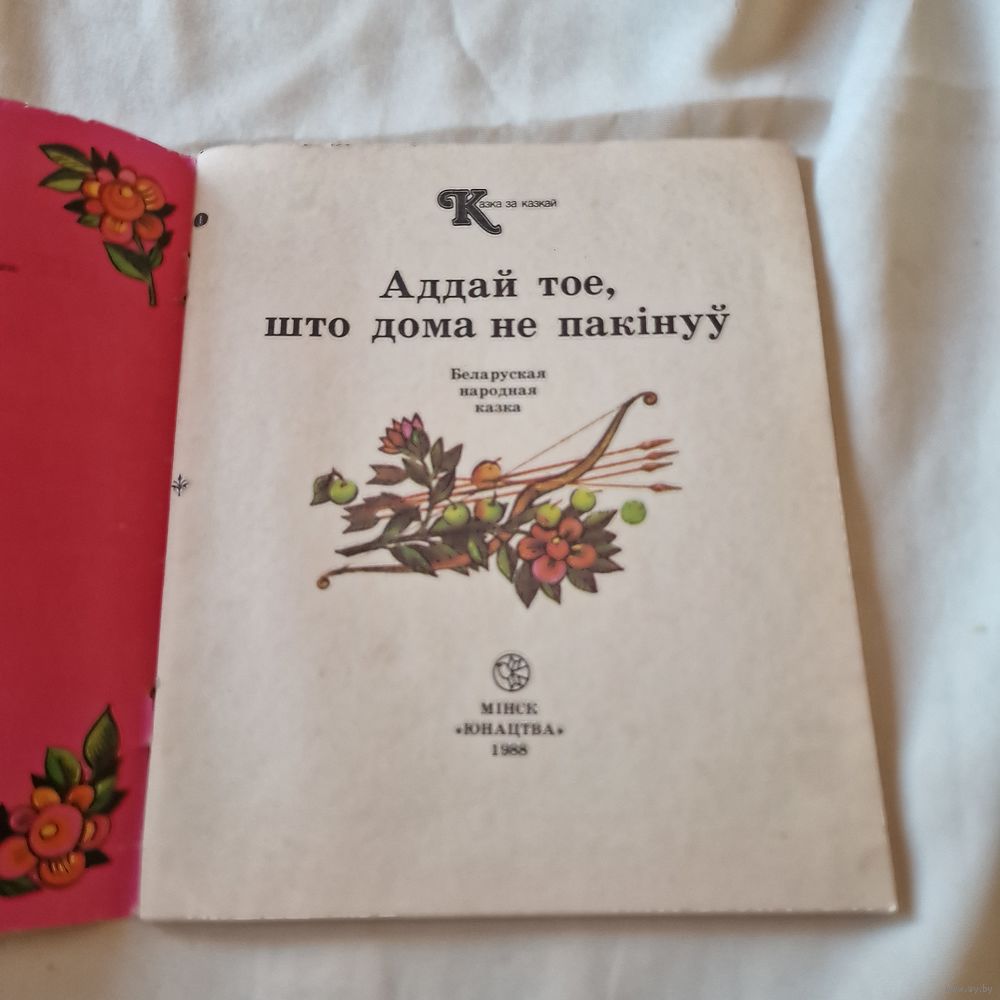 Казка за казкай
Аддай тое,
што дома не пакінуў
Беларуская
народная
казка
МІНСК
«ЮНАЦТВА»
1988